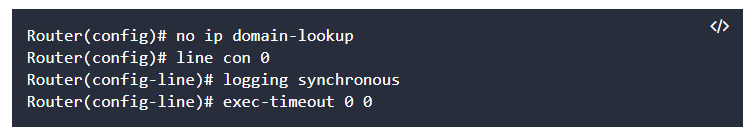 Router(config)# no ip domain-lookup
Router(config)# line con 0
Router(config-line)# logging synchronous
Router(config-line)# exec-timeout 0 0